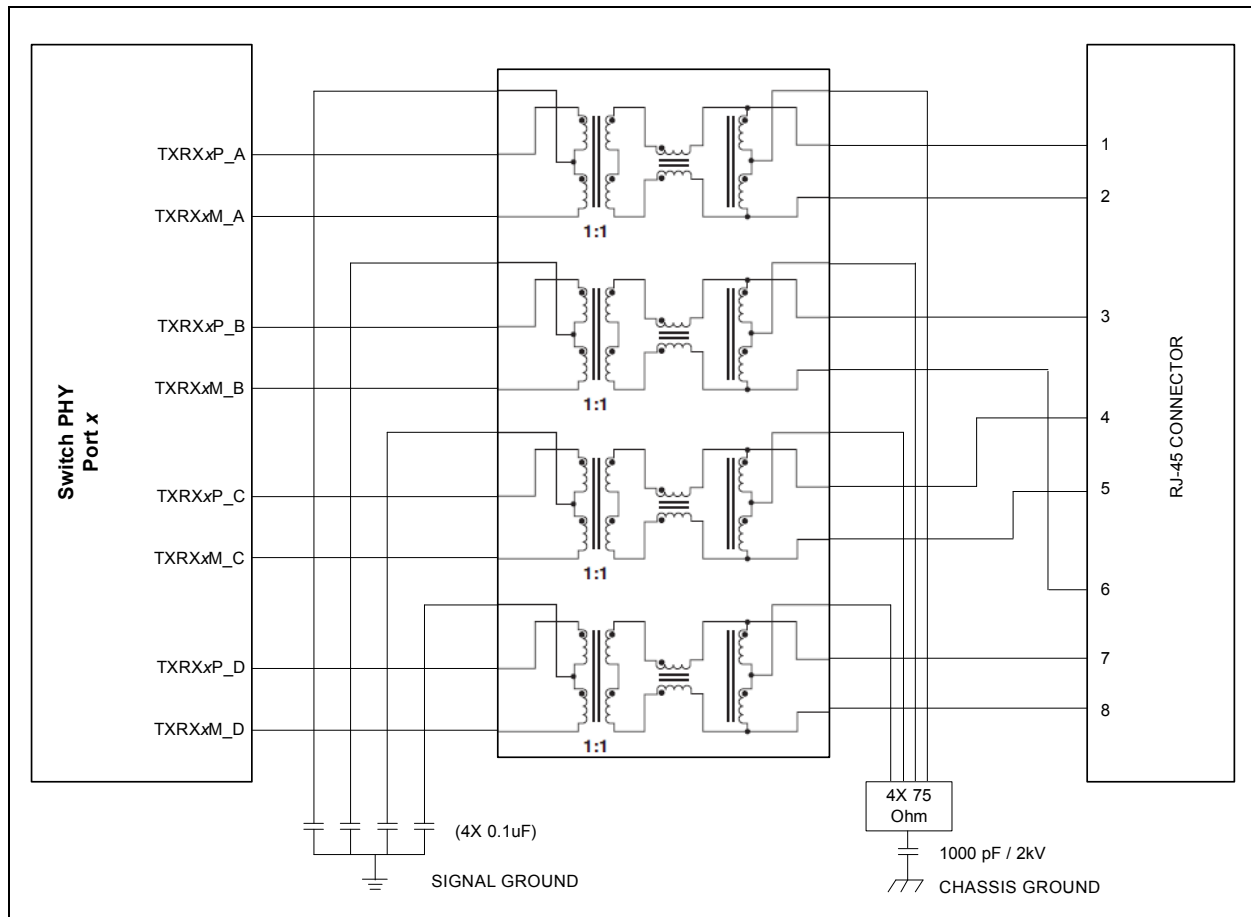 Switch PHY
Port x
TXRXxP_A
TXRXxM_A
1:1
TXRXxP_B
TXRXxM_B
1:1
TXRXxP_C
TXRXxM_C
1:1
TXRXxP_D
TXRXxM_D
1:1
1
2
3
4
5
6
7
8
RJ-45 CONNECTOR
(4X 0.1uF)
SIGNAL GROUND
4X 75
Ohm
1000 pF / 2kV
CHASSIS GROUND